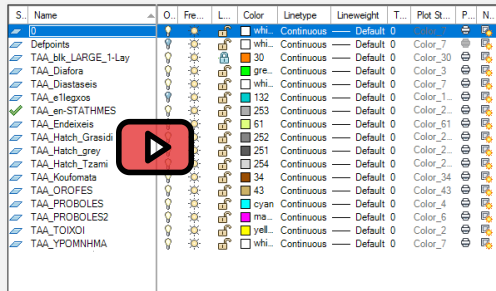 S.. Name O.. Fre... L... Color Linetype Lineweight T... Plot St... P... N..
0 whi... Continuous Default 0
Defpoints whi... Continuous Default 0 Color_7
TAA_blk_LARGE_1-Lay 30 Continuous Default 0 Color_30
TAA_Diafora gre... Continuous Default 0 Color_3
TAA_Diastaseis whi... Continuous Default 0 Color_7
TAA_e1legxos 132 Continuous Default 0 Color_1...
TAA_en-STATHMES 253 Continuous Default 0 Color_2...
TAA_Endeixeis 61 Continuous Default 0 Color_61
TAA_Hatch_Grasidi 252 Continuous Default 0 Color_2...
TAA_Hatch_grey 251 Continuous Default 0 Color_2...
TAA_Hatch_Tzami 254 Continuous Default 0 Color_2...
TAA_Koufomata 34 Continuous Default 0 Color_34
TAA_OROFES 43 Continuous Default 0 Color_43
TAA_PROBOLES cyan Continuous Default 0 Color_4
TAA_PROBOLES2 ma... Continuous Default 0 Color_6
TAA_TOIXOI yell... Continuous Default 0 Color_2
TAA_YPOMNHMA whi... Continuous Default 0 Color_7